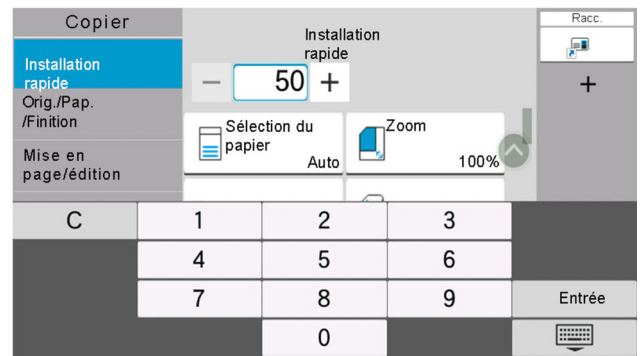 Copier
Installation
rapide
Racc.
Installation
rapide
50
+
+
Orig./Pap.
/Finition
Sélection du
papier
Auto
Zoom
100%
Mise en
page/édition
C
1
2
3
4
5
6
7
8
9
Entrée
0